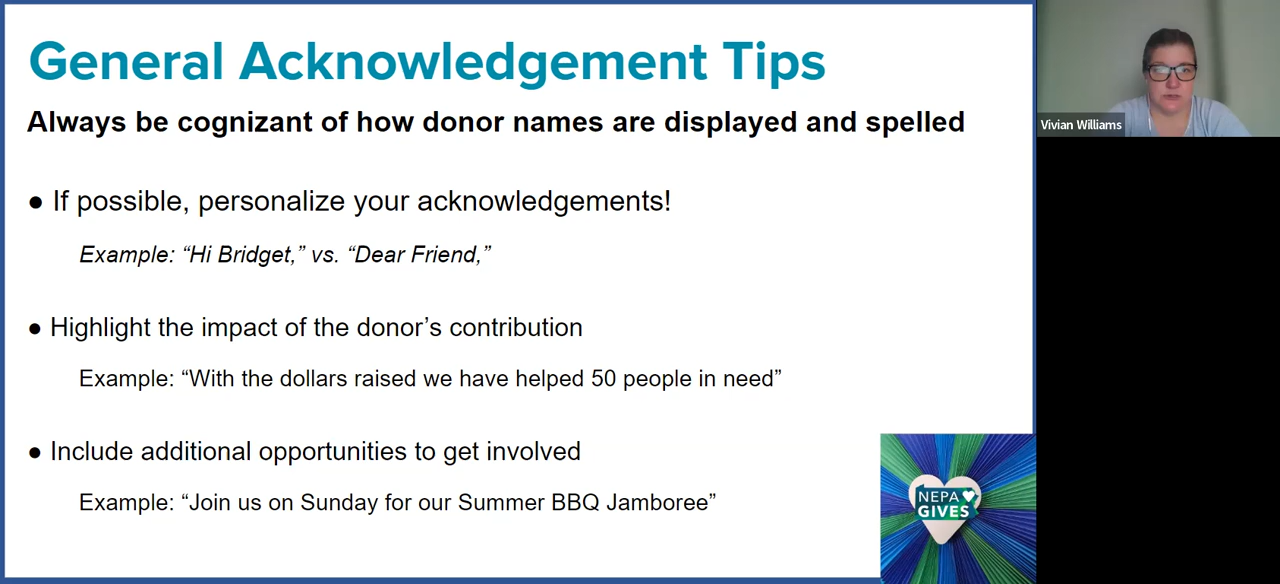 General Acknowledgement Tips
Always be cognizant of how donor names are displayed and spelled
● If possible, personalize your acknowledgements!
Example: “Hi Bridget,” vs. “Dear Friend,”
● Highlight the impact of the donor’s contribution
Example: “With the dollars raised we have helped 50 people in need”
● Include additional opportunities to get involved
Example: “Join us on Sunday for our Summer BBQ Jamboree”
NEPA
GIVES
Vivian Williams